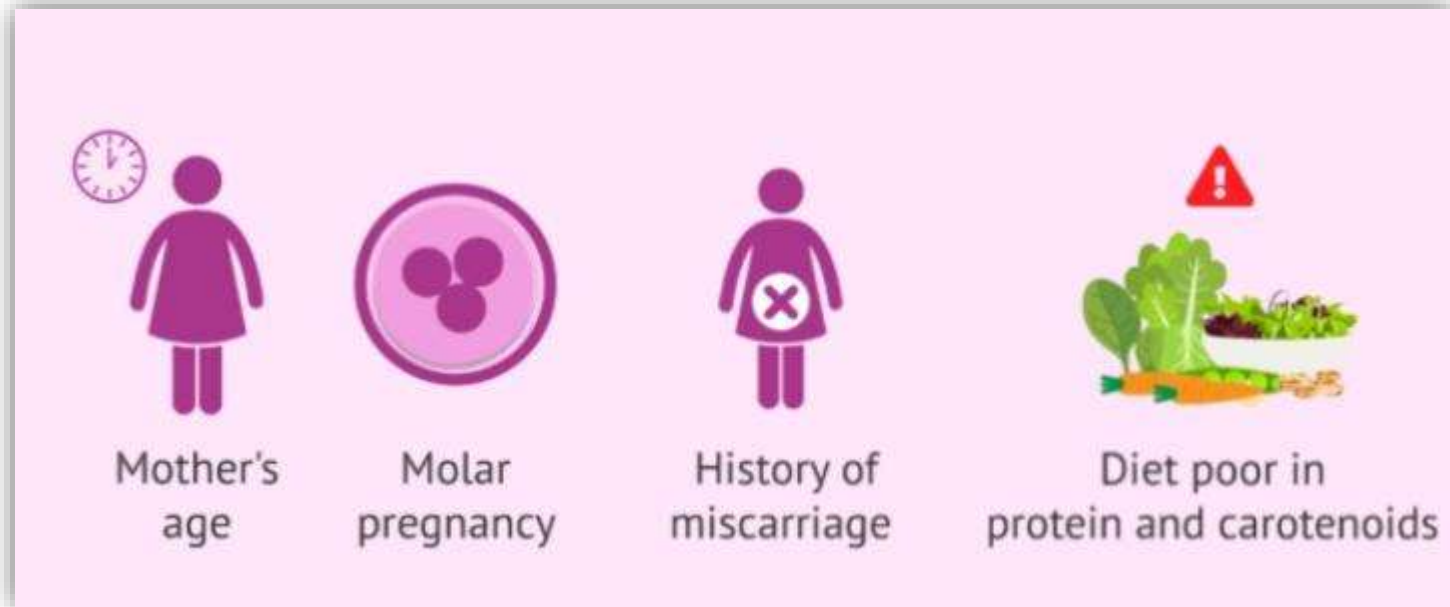 Mother's
age
Molar
pregnancy
History of
miscarriage
Diet poor in
protein and carotenoids